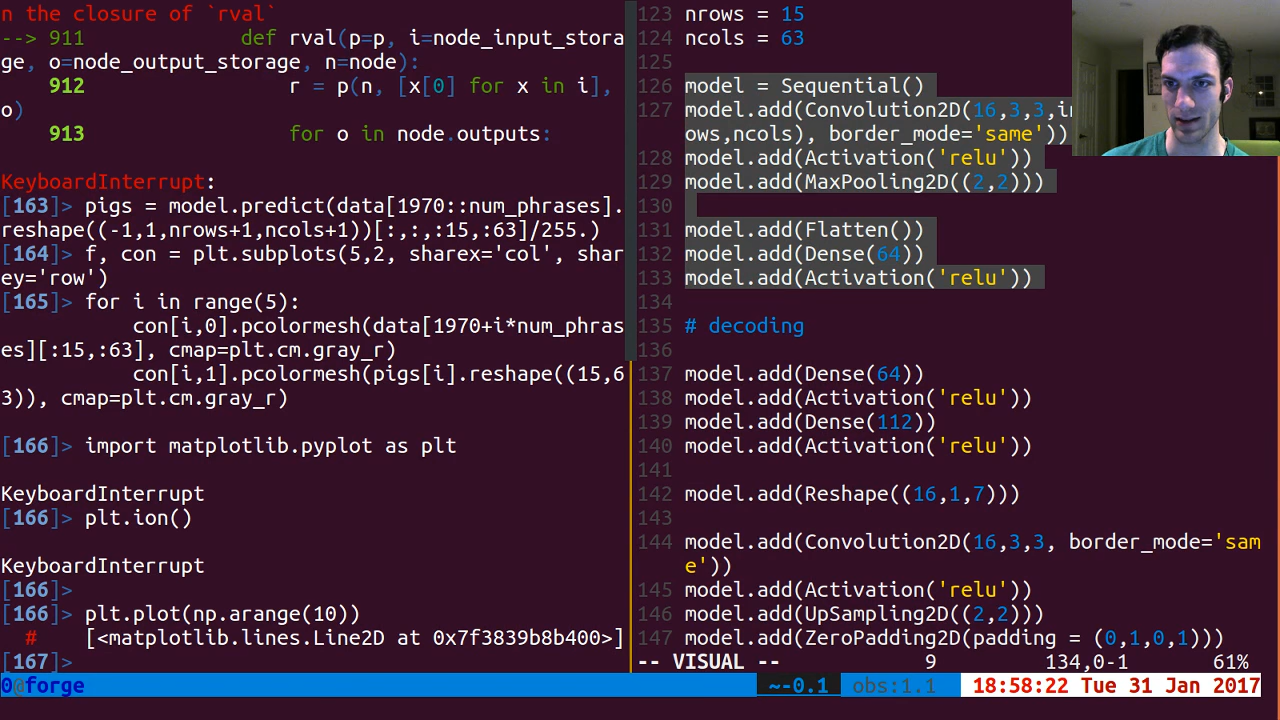 n the closure of `rval`
--> 911             def rval(p=p, i=node_input_stora
ge, o=node_output_storage, n=node):
    912                 r = p(n, [x[0] for x in i],
o)
    913                 for o in node.outputs:
KeyboardInterrupt:
[163]> pigs = model.predict(data[1970::num_phrases].
reshape((-1,1,nrows+1,ncols+1))[:,:,:15,:63]/255.)
[164]> f, con = plt.subplots(5,2, sharex='col', shar
ey='row')
[165]> for i in range(5):
           con[i,0].pcolormesh(data[1970+i*num_phras
es][:15,:63], cmap=plt.cm.gray_r)
           con[i,1].pcolormesh(pigs[i].reshape((15,6
3)), cmap=plt.cm.gray_r)
[166]> import matplotlib.pyplot as plt
KeyboardInterrupt
[166]> plt.ion()
KeyboardInterrupt
[166]>
[166]> plt.plot(np.arange(10))
  #    [<matplotlib.lines.Line2D at 0x7f3839b8b400>]
[167]>
123 nrows = 15
124 ncols = 63
125
126 model = Sequential()
127 model.add(Convolution2D(16,3,3,in
ows,ncols), border_mode='same'))
128 model.add(Activation('relu'))
129 model.add(MaxPooling2D((2,2)))
130
131 model.add(Flatten())
132 model.add(Dense(64))
133 model.add(Activation('relu'))
134
135 # decoding
136
137 model.add(Dense(64))
138 model.add(Activation('relu'))
139 model.add(Dense(112))
140 model.add(Activation('relu'))
141
142 model.add(Reshape((16,1,7)))
143
144 model.add(Convolution2D(16,3,3, border_mode='sam
e'))
145 model.add(Activation('relu'))
146 model.add(UpSampling2D((2,2)))
147 model.add(ZeroPadding2D(padding = (0,1,0,1)))
-- VISUAL --             9         134,0-1       61%
0@forge ~-0.1 obs:1.1 18:58:22 Tue 31 Jan 2017